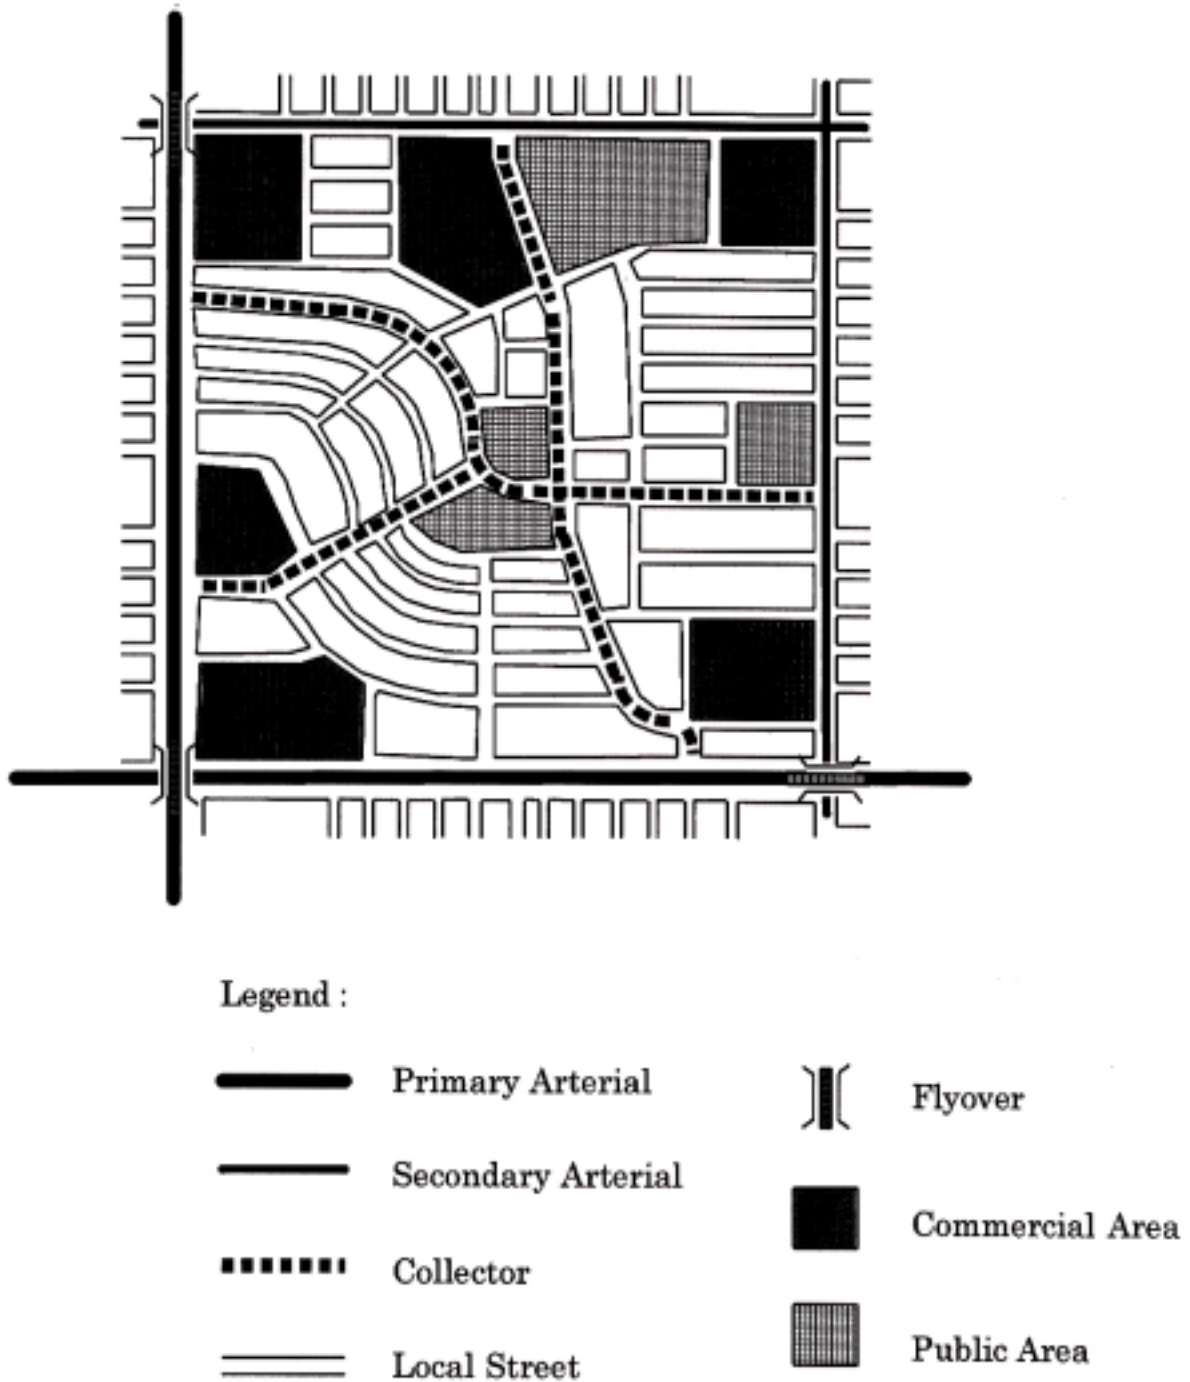 Legend :
Primary Arterial
Secondary Arterial
Collector
Local Street
Flyover
Commercial Area
Public Area